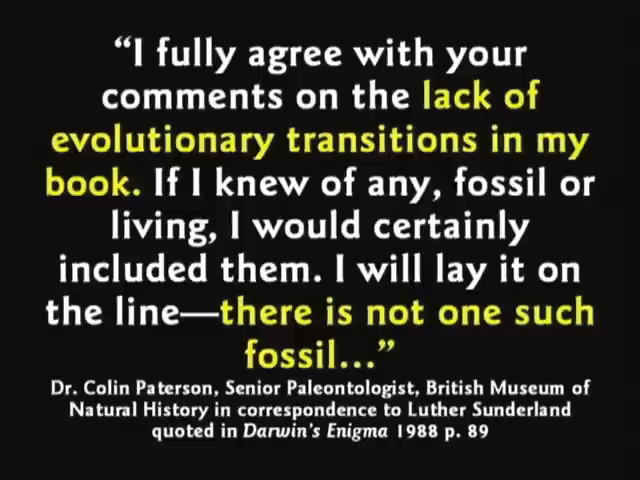 “I fully agree with your
comments on the lack of
evolutionary transitions in my
book. If I knew of any, fossil or
living, I would certainly
included them. I will lay it on
the line—there is not one such
fossil...”
Dr. Colin Paterson, Senior Paleontologist, British Museum of
Natural History in correspondence to Luther Sunderland
quoted in Darwin's Enigma 1988 p. 89